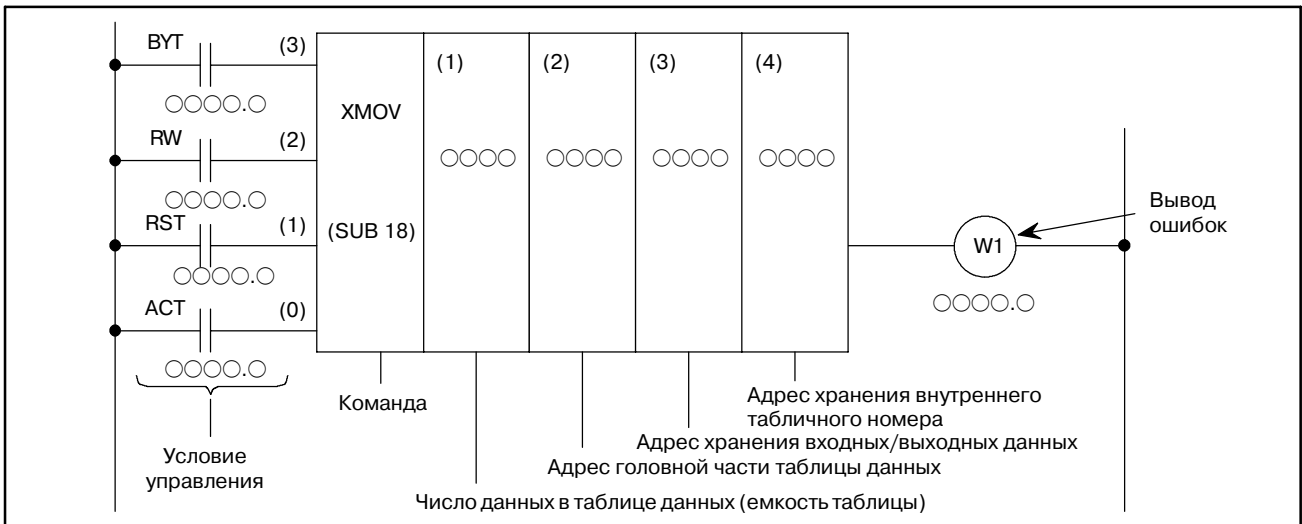 BYT (3)
○○○○.○
RW (2)
○○○○.○
RST (1)
○○○○.○
ACT (0)
○○○○.○
XMOV
(SUB 18)
(1) (2) (3) (4)
○○○○ ○○○○ ○○○○ ○○○○
W1
○○○○.○
Вывод
ошибок
Условие
управления
Команда
Адрес хранения внутреннего
табличного номера
Адрес хранения входных/выходных данных
Адрес головной части таблицы данных
Число данных в таблице данных (емкость таблицы)